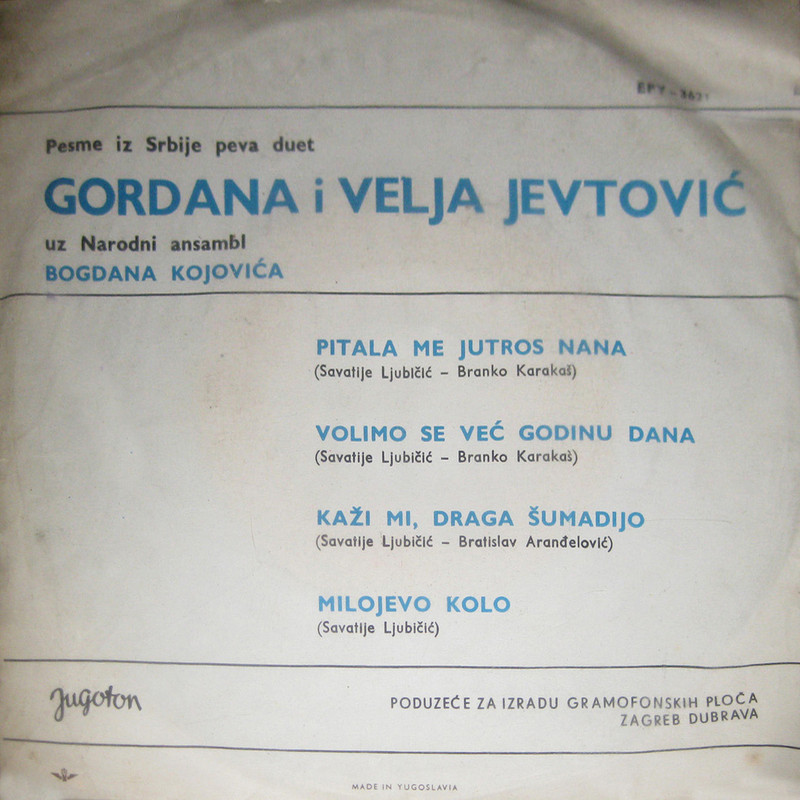 EPY - 3621
Pesme iz Srbije peva duet
GORDANA i VELJA JEVTOVIĆ
uz Narodni ansambl
BOGDANA KOJOVIĆA
PITALA ME JUTROS NANA
(Savatije Ljubičić – Branko Karakaš)
VOLIMO SE VEĆ GODINU DANA
(Savatije Ljubičić – Branko Karakaš)
KAŽI MI, DRAGA ŠUMADIJO
(Savatije Ljubičić – Bratislav Aranđelović)
MILOJEVO KOLO
(Savatije Ljubičić)
Jugoton
PODUZEĆE ZA IZRADU GRAMOFONSKIH PLOČA
ZAGREB DUBRAVA
MADE IN YUGOSLAVIA